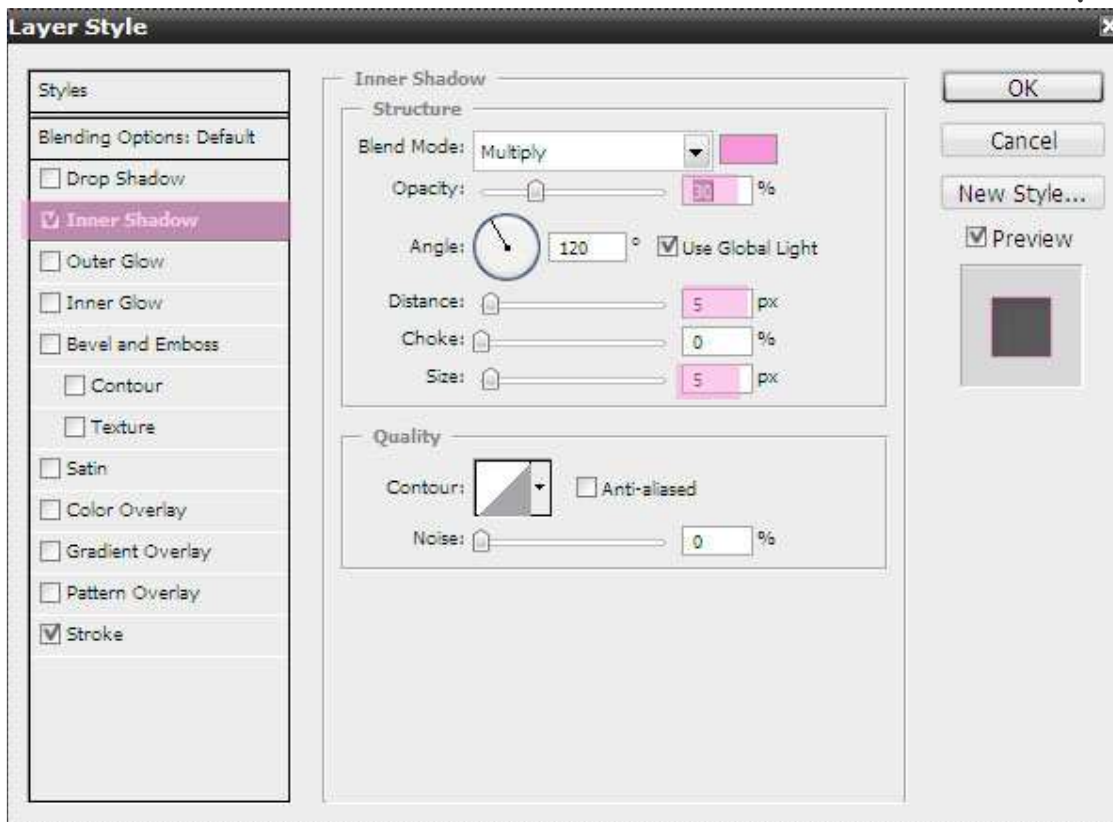 Layer Style
Styles
Blending Options: Default
Drop Shadow
Inner Shadow
Outer Glow
Inner Glow
Bevel and Emboss
Contour
Texture
Satin
Color Overlay
Gradient Overlay
Pattern Overlay
Stroke
Inner Shadow
Structure
Blend Mode: Multiply
Opacity: 30 %
Angle: 120 ° Use Global Light
Distance: 5 px
Choke: 0 %
Size: 5 px
Quality
Contour: Anti-aliased
Noise: 0 %
OK
Cancel
New Style...
Preview